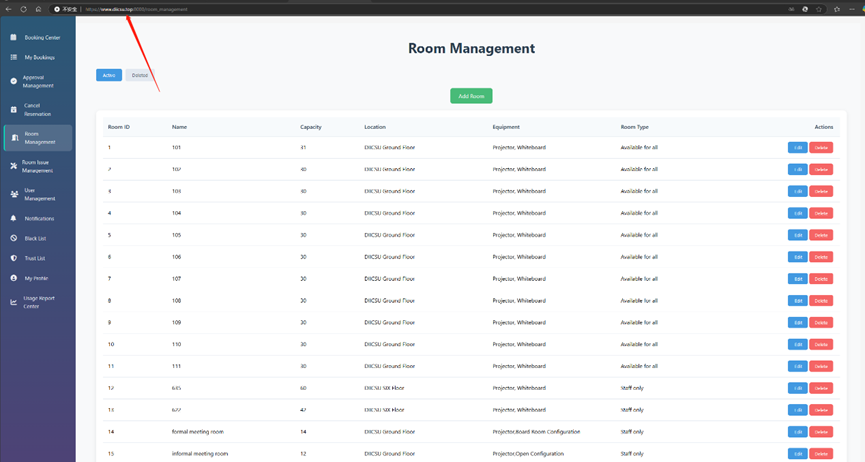 不安全
https://www.diicsu.top:8888/room_management
Booking Center
My Bookings
Approval
Management
Cancel
Reservation
Room
Management
Room Issue
Management
User
Management
Notifications
Black List
Trust List
My Profile
Usage Report
Center
Room Management
Active
Deleted
Add Room
Room ID Name Capacity Location Equipment Room Type Actions
1 101 31 DIICSU Ground Floor Projector, Whiteboard Available for all Edit Delete
2 102 30 DIICSU Ground Floor Projector, Whiteboard Available for all Edit Delete
3 103 30 DIICSU Ground Floor Projector, Whiteboard Available for all Edit Delete
4 104 30 DIICSU Ground Floor Projector, Whiteboard Available for all Edit Delete
5 105 30 DIICSU Ground Floor Projector, Whiteboard Available for all Edit Delete
6 106 30 DIICSU Ground Floor Projector, Whiteboard Available for all Edit Delete
7 107 30 DIICSU Ground Floor Projector, Whiteboard Available for all Edit Delete
8 108 30 DIICSU Ground Floor Projector, Whiteboard Available for all Edit Delete
9 109 30 DIICSU Ground Floor Projector, Whiteboard Available for all Edit Delete
10 110 30 DIICSU Ground Floor Projector, Whiteboard Available for all Edit Delete
11 111 30 DIICSU Ground Floor Projector, Whiteboard Available for all Edit Delete
12 635 60 DIICSU SIX Floor Projector, Whiteboard Staff only Edit Delete
13 622 42 DIICSU SIX Floor Projector, Whiteboard Staff only Edit Delete
14 formal meeting room 14 DIICSU Ground Floor Projector,Board Room Configuration Staff only Edit Delete
15 informal meeting room 12 DIICSU Ground Floor Projector,Open Configuration Staff only Edit Delete